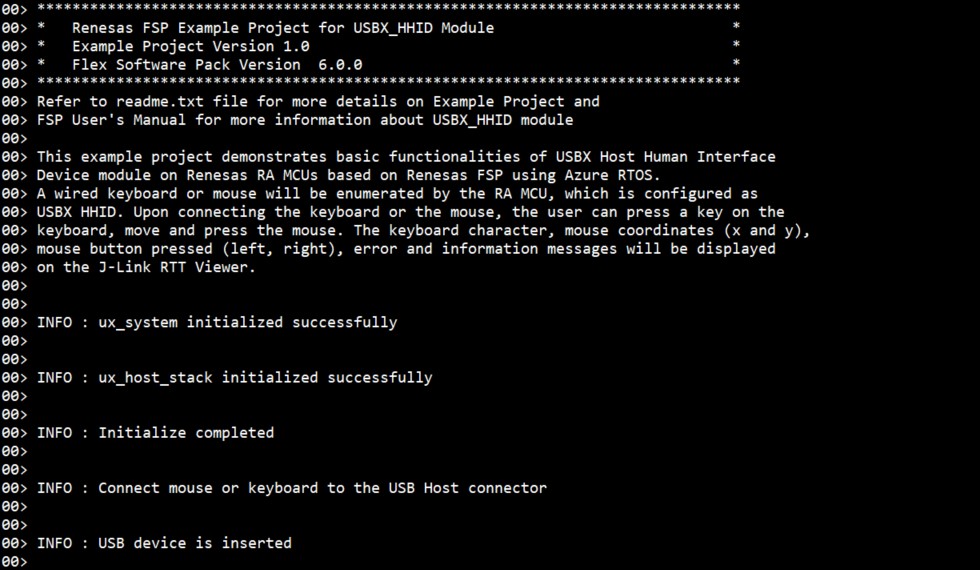 00> ********************************************************************************
00> *   Renesas FSP Example Project for USBX_HHID Module                           *
00> *   Example Project Version 1.0                                                *
00> *   Flex Software Pack Version  6.0.0                                          *
00> ********************************************************************************
00> Refer to readme.txt file for more details on Example Project and
00> FSP User's Manual for more information about USBX_HHID module
00>
00> This example project demonstrates basic functionalities of USBX Host Human Interface
00> Device module on Renesas RA MCUs based on Renesas FSP using Azure RTOS.
00> A wired keyboard or mouse will be enumerated by the RA MCU, which is configured as
00> USBX HHID. Upon connecting the keyboard or the mouse, the user can press a key on the
00> keyboard, move and press the mouse. The keyboard character, mouse coordinates (x and y),
00> mouse button pressed (left, right), error and information messages will be displayed
00> on the J-Link RTT Viewer.
00>
00>
00> INFO : ux_system initialized successfully
00>
00>
00> INFO : ux_host_stack initialized successfully
00>
00>
00> INFO : Initialize completed
00>
00>
00> INFO : Connect mouse or keyboard to the USB Host connector
00>
00>
00> INFO : USB device is inserted
00>